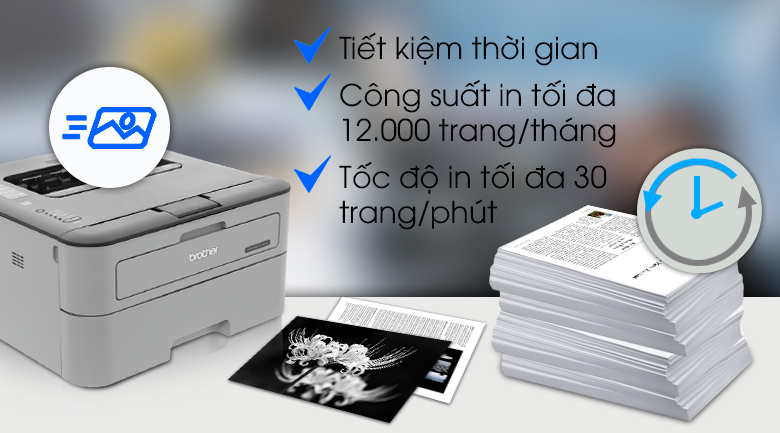 Tiết kiệm thời gian
Công suất in tối đa
12.000 trang/tháng
Tốc độ in tối đa 30
trang/phút
brother